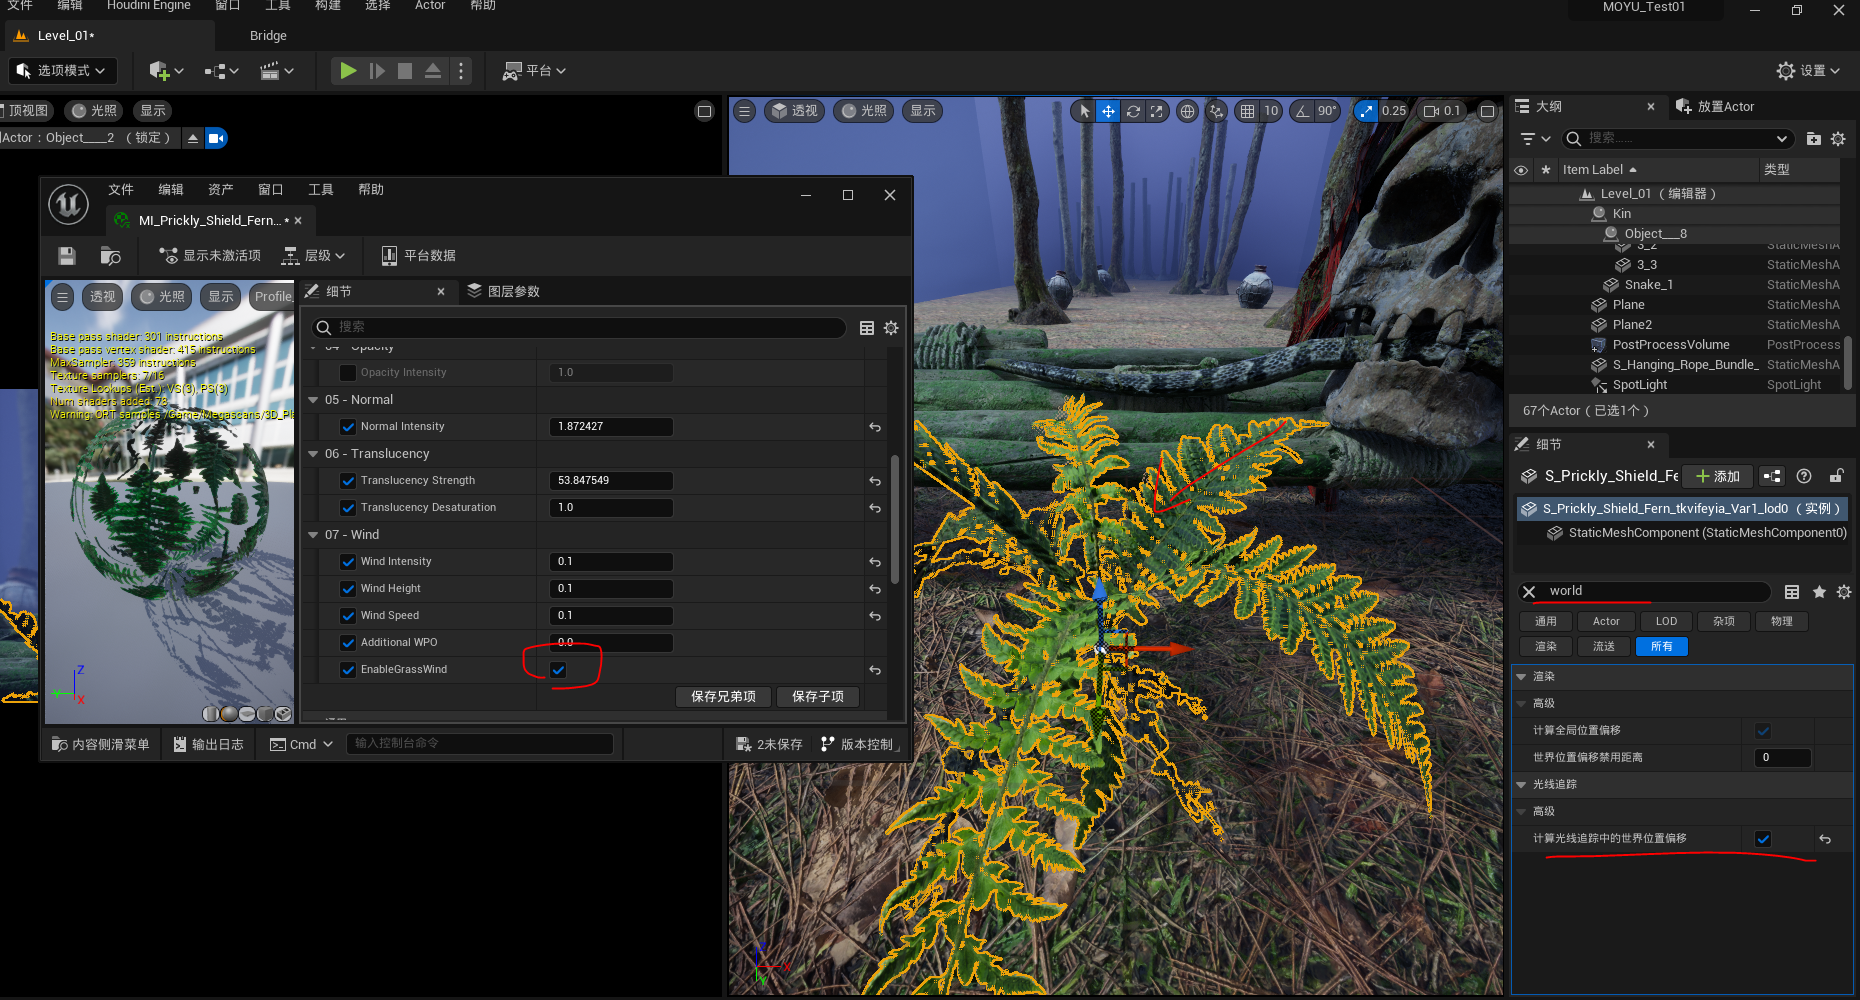 文件 编辑 Houdini Engine 窗口 工具 构建 选择 Actor 帮助
MOYU_Test01
Level_01* Bridge
选项模式 平台 设置
顶视图 光照 显示
Actor：Object____2 （锁定）
透视 光照 显示 10 90° 0.25 0.1
大纲 放置Actor
搜索......
Item Label 类型
Level_01（编辑器）
Kin
Object___8
3_2 StaticMeshA
3_3 StaticMeshA
Snake_1 StaticMeshA
Plane StaticMeshA
Plane2 StaticMeshA
PostProcessVolume PostProcess
S_Hanging_Rope_Bundle_ StaticMeshA
SpotLight SpotLight
67个Actor（已选1个）
细节
S_Prickly_Shield_Fe 添加
S_Prickly_Shield_Fern_tkvifeyia_Var1_lod0 （实例）
StaticMeshComponent (StaticMeshComponent0)
world
通用 Actor LOD 杂项 物理
渲染 流送 所有
渲染
高级
计算全局位置偏移
世界位置偏移禁用距离 0
光线追踪
高级
计算光线追踪中的世界位置偏移
文件 编辑 资产 窗口 工具 帮助
MI_Prickly_Shield_Fern... *
显示未激活项 层级 平台数据
透视 光照 显示 Profile
Base pass shader: 301 instructions
Base pass vertex shader: 415 instructions
MaxSampler: 359 instructions
Texture samplers: 7/16
Texture Lookups (Est.): VS(3), PS(3)
Num shaders added: 78
Warning: ORT samples /Game/Megascans/3D_Pla
Z
Y
X
细节 图层参数
搜索
04 - Opacity
Opacity Intensity 1.0
05 - Normal
Normal Intensity 1.872427
06 - Translucency
Translucency Strength 53.847549
Translucency Desaturation 1.0
07 - Wind
Wind Intensity 0.1
Wind Height 0.1
Wind Speed 0.1
Additional WPO 0.0
EnableGrassWind
保存兄弟项 保存子项
内容侧滑菜单 输出日志 Cmd 输入控制台命令 2未保存 版本控制
Z
X
Y